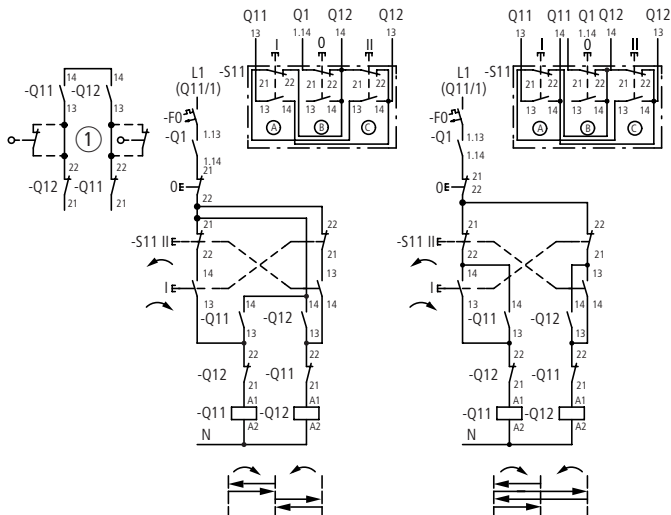 Q11 Q1 Q12 Q12
13 1.14 14 13
I 0 II
-S11
21 22 21 22 21 22
13 14 13 14 13 14
A B C
L1
(Q11/1)
-F0
-Q1
1.13
1.14
21
0
22
21 22
-S11 II
22 21
14 13
I
13 14
14 14
-Q11 -Q12
13 13
22 22
-Q12 -Q11
21 21
A1 A1
-Q11 -Q12
A2 A2
N
14 14
-Q11 -Q12
13 13
1
22 22
-Q12 -Q11
21 21
Q11 Q11 Q1 Q12 Q12
13 14 1.14 14 13
I 0 II
-S11
21 22 21 22 21 22
13 14 13 14 13 14
A B C
L1
(Q11/1)
-F0
-Q1
1.13
1.14
21
0
22
21 22
-S11 II
22 21
14 13
I
13 14
14 14
-Q11 -Q12
13 13
22 22
-Q12 -Q11
21 21
A1 A1
-Q11 -Q12
A2 A2
N